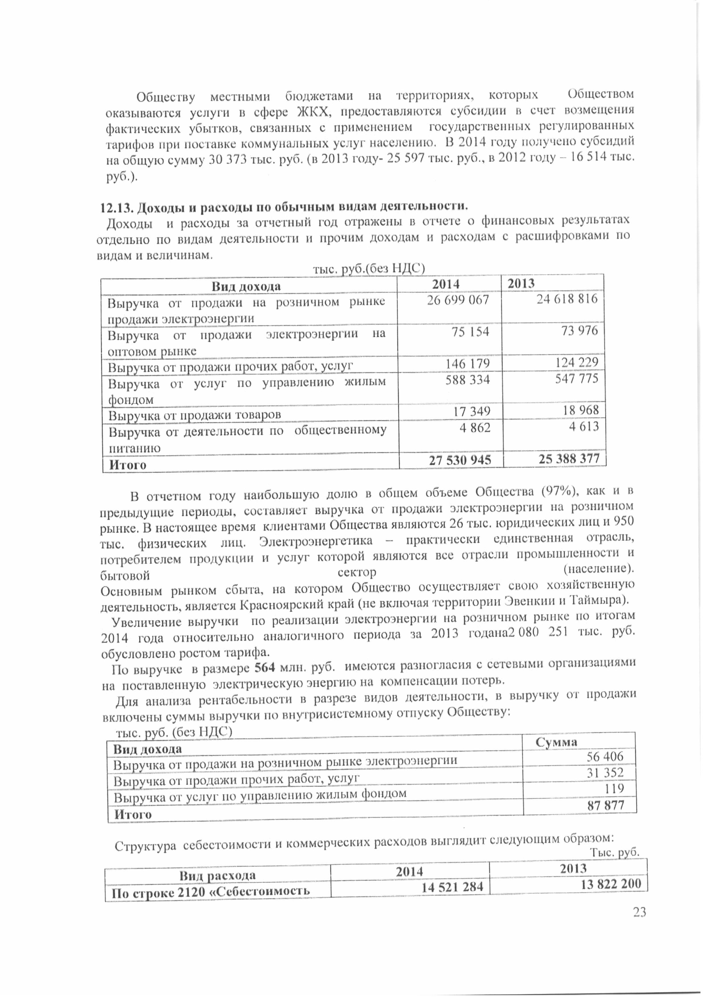 Обществу местными бюджетами на территориях, которых Обществом
оказываются услуги в сфере ЖКХ, предоставляются субсидии в счет возмещения
фактических убытков, связанных с применением государственных регулированных
тарифов при поставке коммунальных услуг населению. В 2014 году получено субсидий
на общую сумму 30 373 тыс. руб. (в 2013 году- 25 597 тыс. руб., в 2012 году – 16 514 тыс.
руб.).
12.13. Доходы и расходы по обычным видам деятельности.
Доходы и расходы за отчетный год отражены в отчете о финансовых результатах
отдельно по видам деятельности и прочим доходам и расходам с расшифровками по
видам и величинам.
тыс. руб.(без НДС)
Вид дохода 2014 2013
Выручка от продажи на розничном рынке 26 699 067 24 618 816
продажи электроэнергии
Выручка от продажи электроэнергии на 75 154 73 976
оптовом рынке
Выручка от продажи прочих работ, услуг 146 179 124 229
Выручка от услуг по управлению жилым 588 334 547 775
фондом
Выручка от продажи товаров 17 349 18 968
Выручка от деятельности по общественному 4 862 4 613
питанию
Итого 27 530 945 25 388 377
В отчетном году наибольшую долю в общем объеме Общества (97%), как и в
предыдущие периоды, составляет выручка от продажи электроэнергии на розничном
рынке. В настоящее время клиентами Общества являются 26 тыс. юридических лиц и 950
тыс. физических лиц. Электроэнергетика – практически единственная отрасль,
потребителем продукции и услуг которой являются все отрасли промышленности и
бытовой сектор (население).
Основным рынком сбыта, на котором Общество осуществляет свою хозяйственную
деятельность, является Красноярский край (не включая территории Эвенкии и Таймыра).
Увеличение выручки по реализации электроэнергии на розничном рынке по итогам
2014 года относительно аналогичного периода за 2013 годана2 080 251 тыс. руб.
обусловлено ростом тарифа.
По выручке в размере 564 млн. руб. имеются разногласия с сетевыми организациями
на поставленную электрическую энергию на компенсации потерь.
Для анализа рентабельности в разрезе видов деятельности, в выручку от продажи
включены суммы выручки по внутрисистемному отпуску Обществу:
тыс. руб. (без НДС)
Вид дохода Сумма
Выручка от продажи на розничном рынке электроэнергии 56 406
Выручка от продажи прочих работ, услуг 31 352
Выручка от услуг по управлению жилым фондом 119
Итого 87 877
Структура себестоимости и коммерческих расходов выглядит следующим образом:
Тыс. руб.
Вид расхода 2014 2013
По строке 2120 «Себестоимость 14 521 284 13 822 200
23